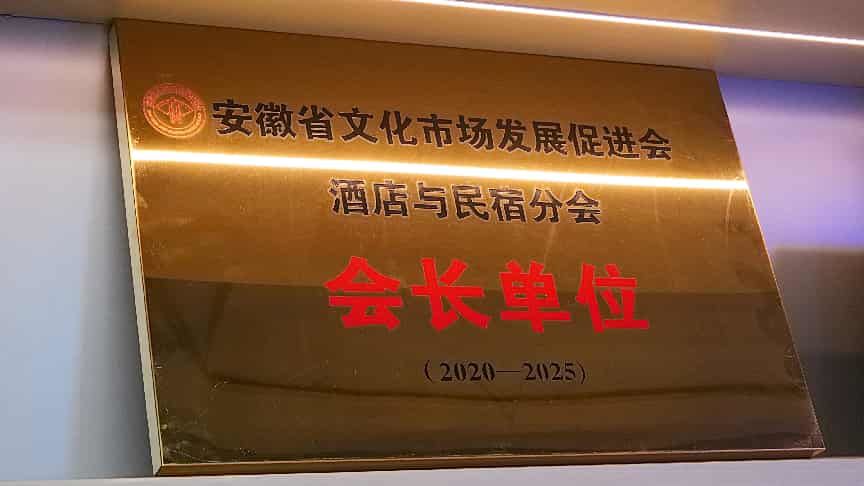 安徽省文化市场发展促进会
酒店与民宿分会
会长单位
（2020—2025）